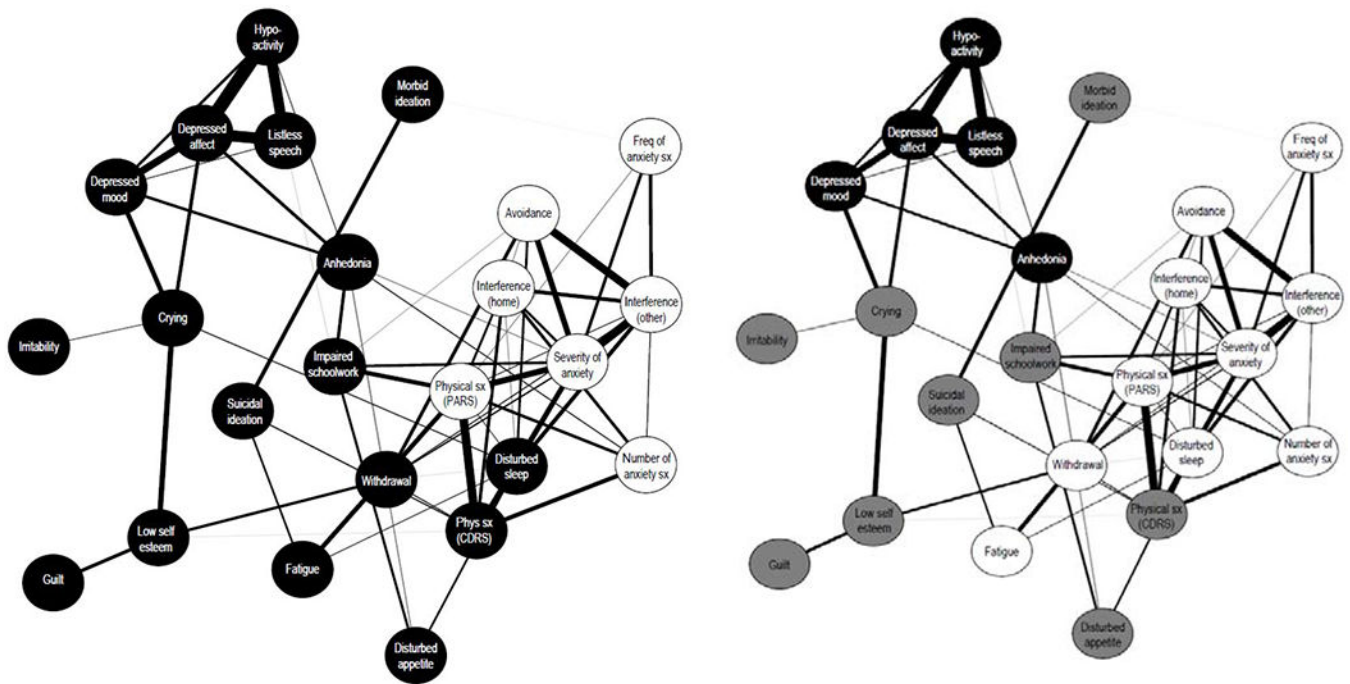 Hypo-
activity
Morbid
ideation
Depressed
affect
Listless
speech
Freq of
anxiety sx
Depressed
mood
Avoidance
Anhedonia
Interference
(home)
Interference
(other)
Crying
Irritability
Impaired
schoolwork
Severity of
anxiety
Physical sx
(PARS)
Suicidal
ideation
Disturbed
sleep
Number of
anxiety sx
Withdrawal
Low self
esteem
Phys sx
(CDRS)
Guilt
Fatigue
Disturbed
appetite
Hypo-
activity
Morbid
ideation
Depressed
affect
Listless
speech
Freq of
anxiety sx
Depressed
mood
Avoidance
Anhedonia
Interference
(home)
Interference
(other)
Crying
Irritability
Impaired
schoolwork
Severity of
anxiety
Physical sx
(PARS)
Suicidal
ideation
Disturbed
sleep
Number of
anxiety sx
Withdrawal
Low self
esteem
Physical sx
(CDRS)
Guilt
Fatigue
Disturbed
appetite